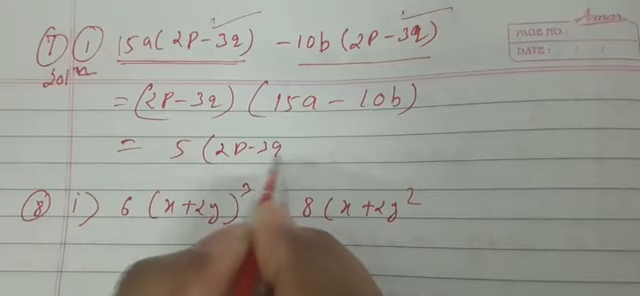 Amar
PAGE NO.:
DATE: / /
(7) (1) 15a(2p-3q) -10b(2p-3q)
Solⁿ
= (2p-3q) (15a-10b)
= 5 (2p-3q
(8) i) 6 (x+2y)³ 8(x+2y²